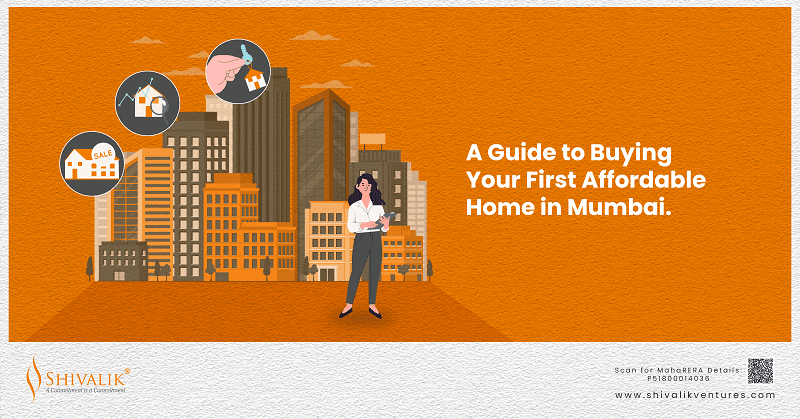 SALE
A Guide to Buying
Your First Affordable
Home in Mumbai.
SHIVALIK®
A Commitment is a Commitment
Scan for MahaRERA Details:
P51800014036
www.shivalikventures.com